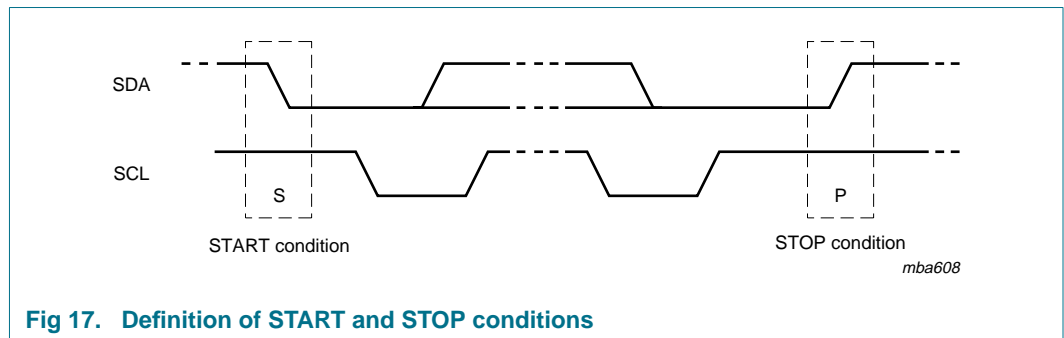 SDA
SCL
S
P
START condition
STOP condition
mba608
Fig 17. Definition of START and STOP conditions